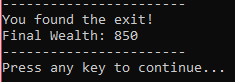 -----------------------
You found the exit!
Final Wealth: 850
-----------------------
Press any key to continue...